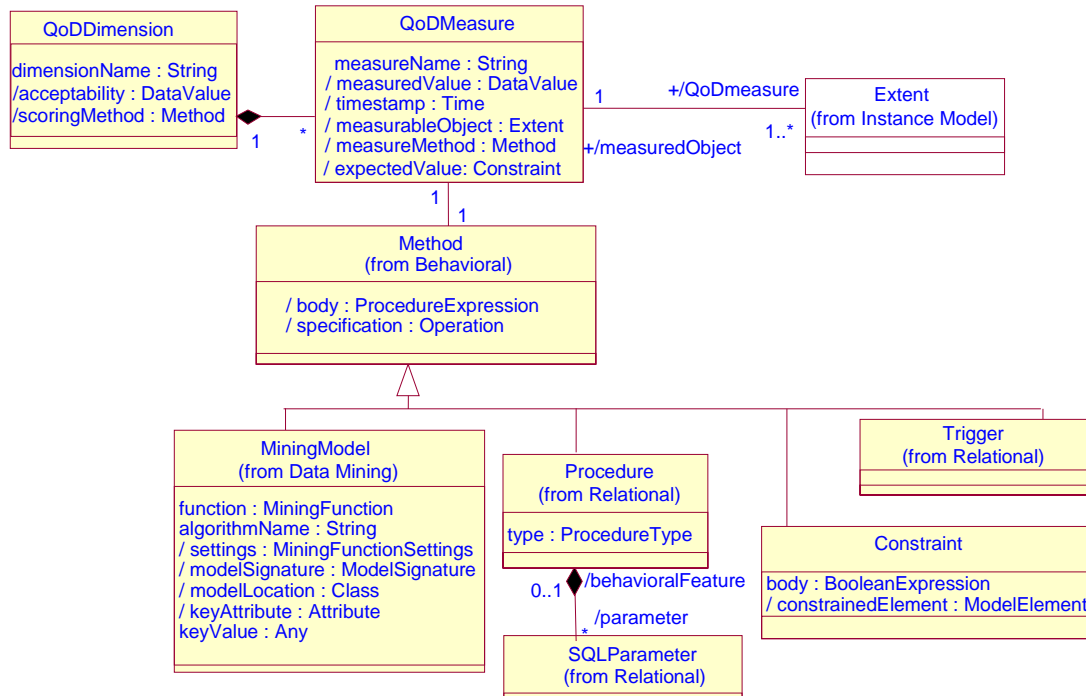 QoDDimension
dimensionName : String
/acceptability : DataValue
/scoringMethod : Method
1
*
QoDMeasure
measureName : String
/ measuredValue : DataValue
/ timestamp : Time
/ measurableObject : Extent
/ measureMethod : Method
/ expectedValue: Constraint
1
+/QoDmeasure
1..*
+/measuredObject
Extent
(from Instance Model)
1
1
Method
(from Behavioral)
/ body : ProcedureExpression
/ specification : Operation
MiningModel
(from Data Mining)
function : MiningFunction
algorithmName : String
/ settings : MiningFunctionSettings
/ modelSignature : ModelSignature
/ modelLocation : Class
/ keyAttribute : Attribute
keyValue : Any
Procedure
(from Relational)
type : ProcedureType
0..1
/behavioralFeature
/parameter
*
SQLParameter
(from Relational)
Trigger
(from Relational)
Constraint
body : BooleanExpression
/ constrainedElement : ModelElement